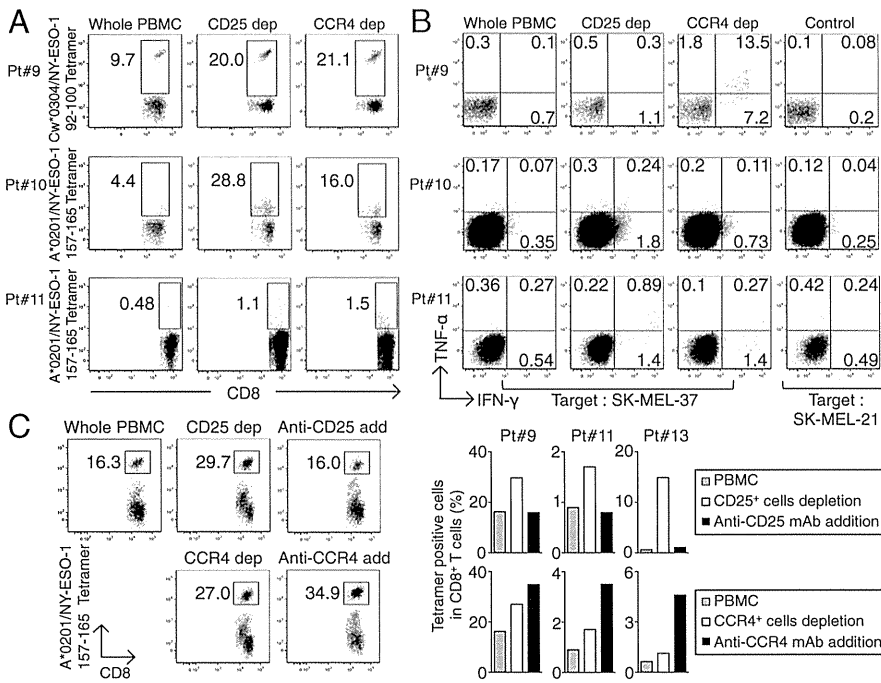 A
Whole PBMC CD25 dep CCR4 dep
Pt#9
Cw*0304/NY-ESO-1
92-100 Tetramer
9.7 20.0 21.1
Pt#10
A*0201/NY-ESO-1
157-165 Tetramer
4.4 28.8 16.0
Pt#11
A*0201/NY-ESO-1
157-165 Tetramer
0.48 1.1 1.5
CD8
B
Whole PBMC CD25 dep CCR4 dep Control
Pt#9
0.3 0.1 0.5 0.3 1.8 13.5 0.1 0.08
0.7 1.1 7.2 0.2
Pt#10
0.17 0.07 0.3 0.24 0.2 0.11 0.12 0.04
0.35 1.8 0.73 0.25
Pt#11
0.36 0.27 0.22 0.89 0.1 0.27 0.42 0.24
0.54 1.4 1.4 0.49
TNF-α
IFN-γ
Target : SK-MEL-37
Target :
SK-MEL-21
C
Whole PBMC CD25 dep Anti-CD25 add
16.3 29.7 16.0
CCR4 dep Anti-CCR4 add
27.0 34.9
A*0201/NY-ESO-1
157-165 Tetramer
CD8
Tetramer positive cells
in CD8⁺ T cells (%)
Pt#9 Pt#11 Pt#13
40 2 20
20 1 10
0 0 0
PBMC
CD25⁺ cells depletion
Anti-CD25 mAb addition
40 4 6
20 2 3
0 0 0
PBMC
CCR4⁺ cells depletion
Anti-CCR4 mAb addition